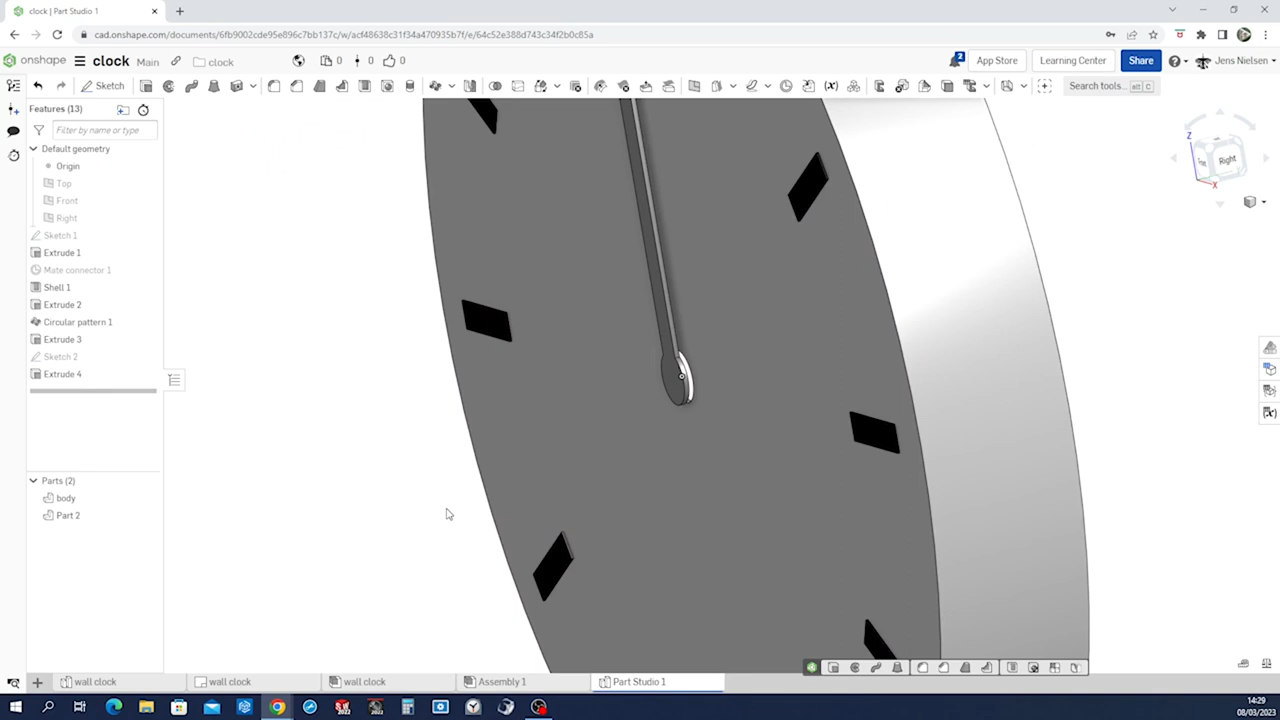 clock | Part Studio 1
cad.onshape.com/documents/6fb9002cde95e896c7bb137c/w/acf48638c31f34a470935b7f/e/64c52e388d743c34f2b0c85a
onshape
clock
Main
clock
0
0
0
2
App Store
Learning Center
Share
Jens Nielsen
Sketch
Search tools...
alt
C
Features (13)
Filter by name or type
Default geometry
Origin
Top
Front
Right
Sketch 1
Extrude 1
Mate connector 1
Shell 1
Extrude 2
Circular pattern 1
Extrude 3
Sketch 2
Extrude 4
Parts (2)
body
Part 2
Z
Right
X
wall clock
wall clock
wall clock
Assembly 1
Part Studio 1
14:29
08/03/2023